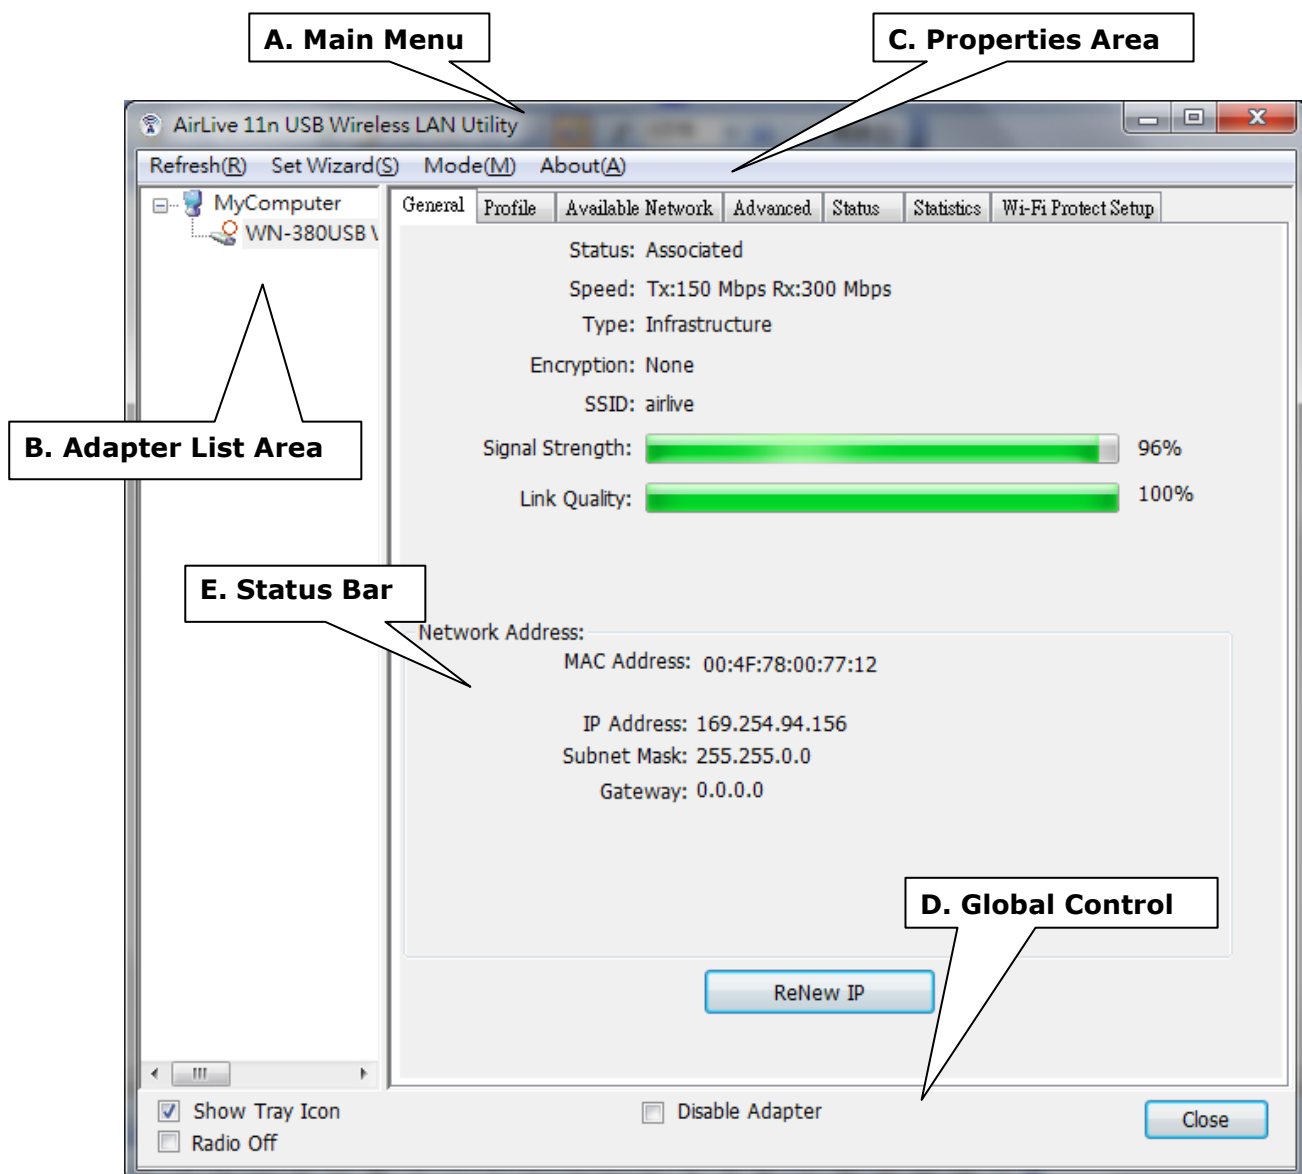 A. Main Menu
C. Properties Area
AirLive 11n USB Wireless LAN Utility
Refresh(R) Set Wizard(S) Mode(M) About(A)
MyComputer
WN-380USB
General Profile Available Network Advanced Status Statistics Wi-Fi Protect Setup
Status: Associated
Speed: Tx:150 Mbps Rx:300 Mbps
Type: Infrastructure
Encryption: None
SSID: airlive
B. Adapter List Area
Signal Strength: 96%
Link Quality: 100%
E. Status Bar
Network Address:
MAC Address: 00:4F:78:00:77:12
IP Address: 169.254.94.156
Subnet Mask: 255.255.0.0
Gateway: 0.0.0.0
D. Global Control
ReNew IP
Show Tray Icon
Disable Adapter
Close
Radio Off